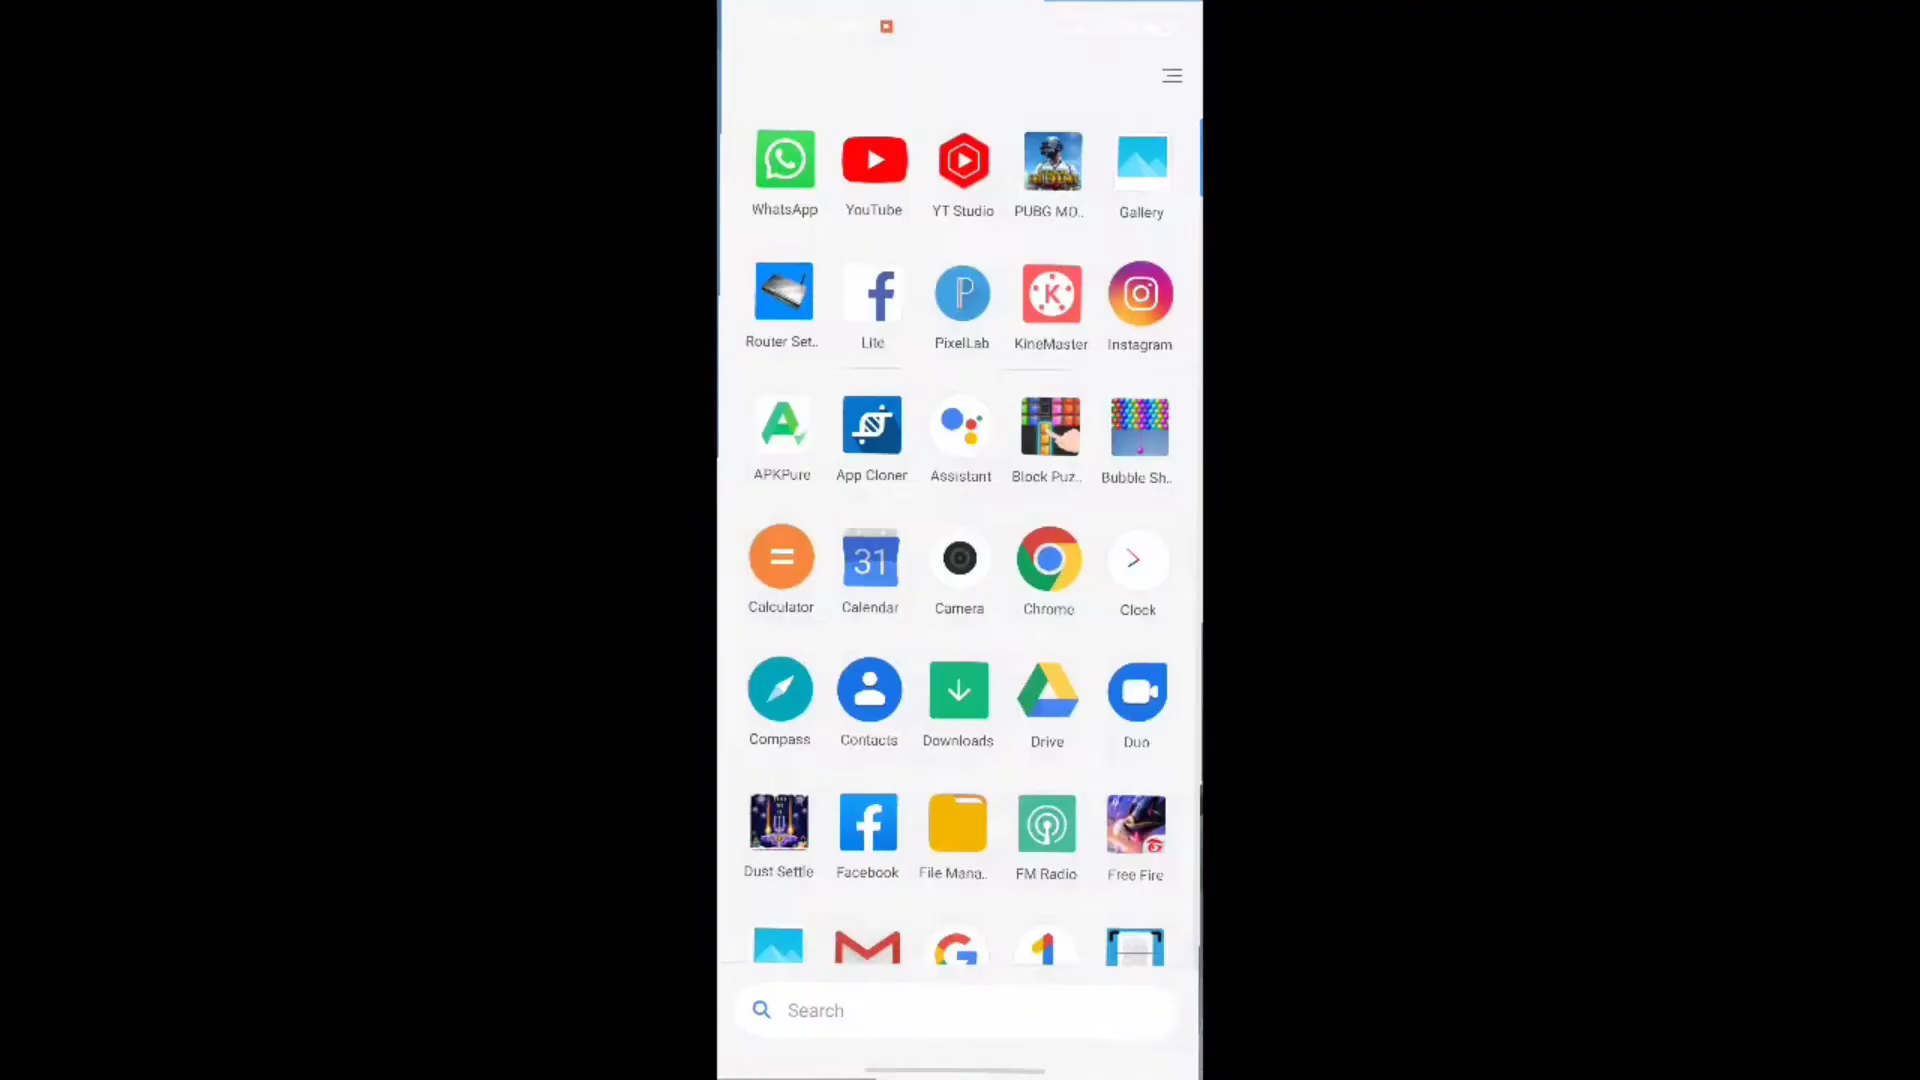 WhatsApp YouTube YT Studio PUBG MO.. Gallery
Router Set.. Lite PixelLab KineMaster Instagram
APKPure App Cloner Assistant Block Puz.. Bubble Sh..
31
Calculator Calendar Camera Chrome Clock
Compass Contacts Downloads Drive Duo
Dust Settle Facebook File Mana.. FM Radio Free Fire
Search